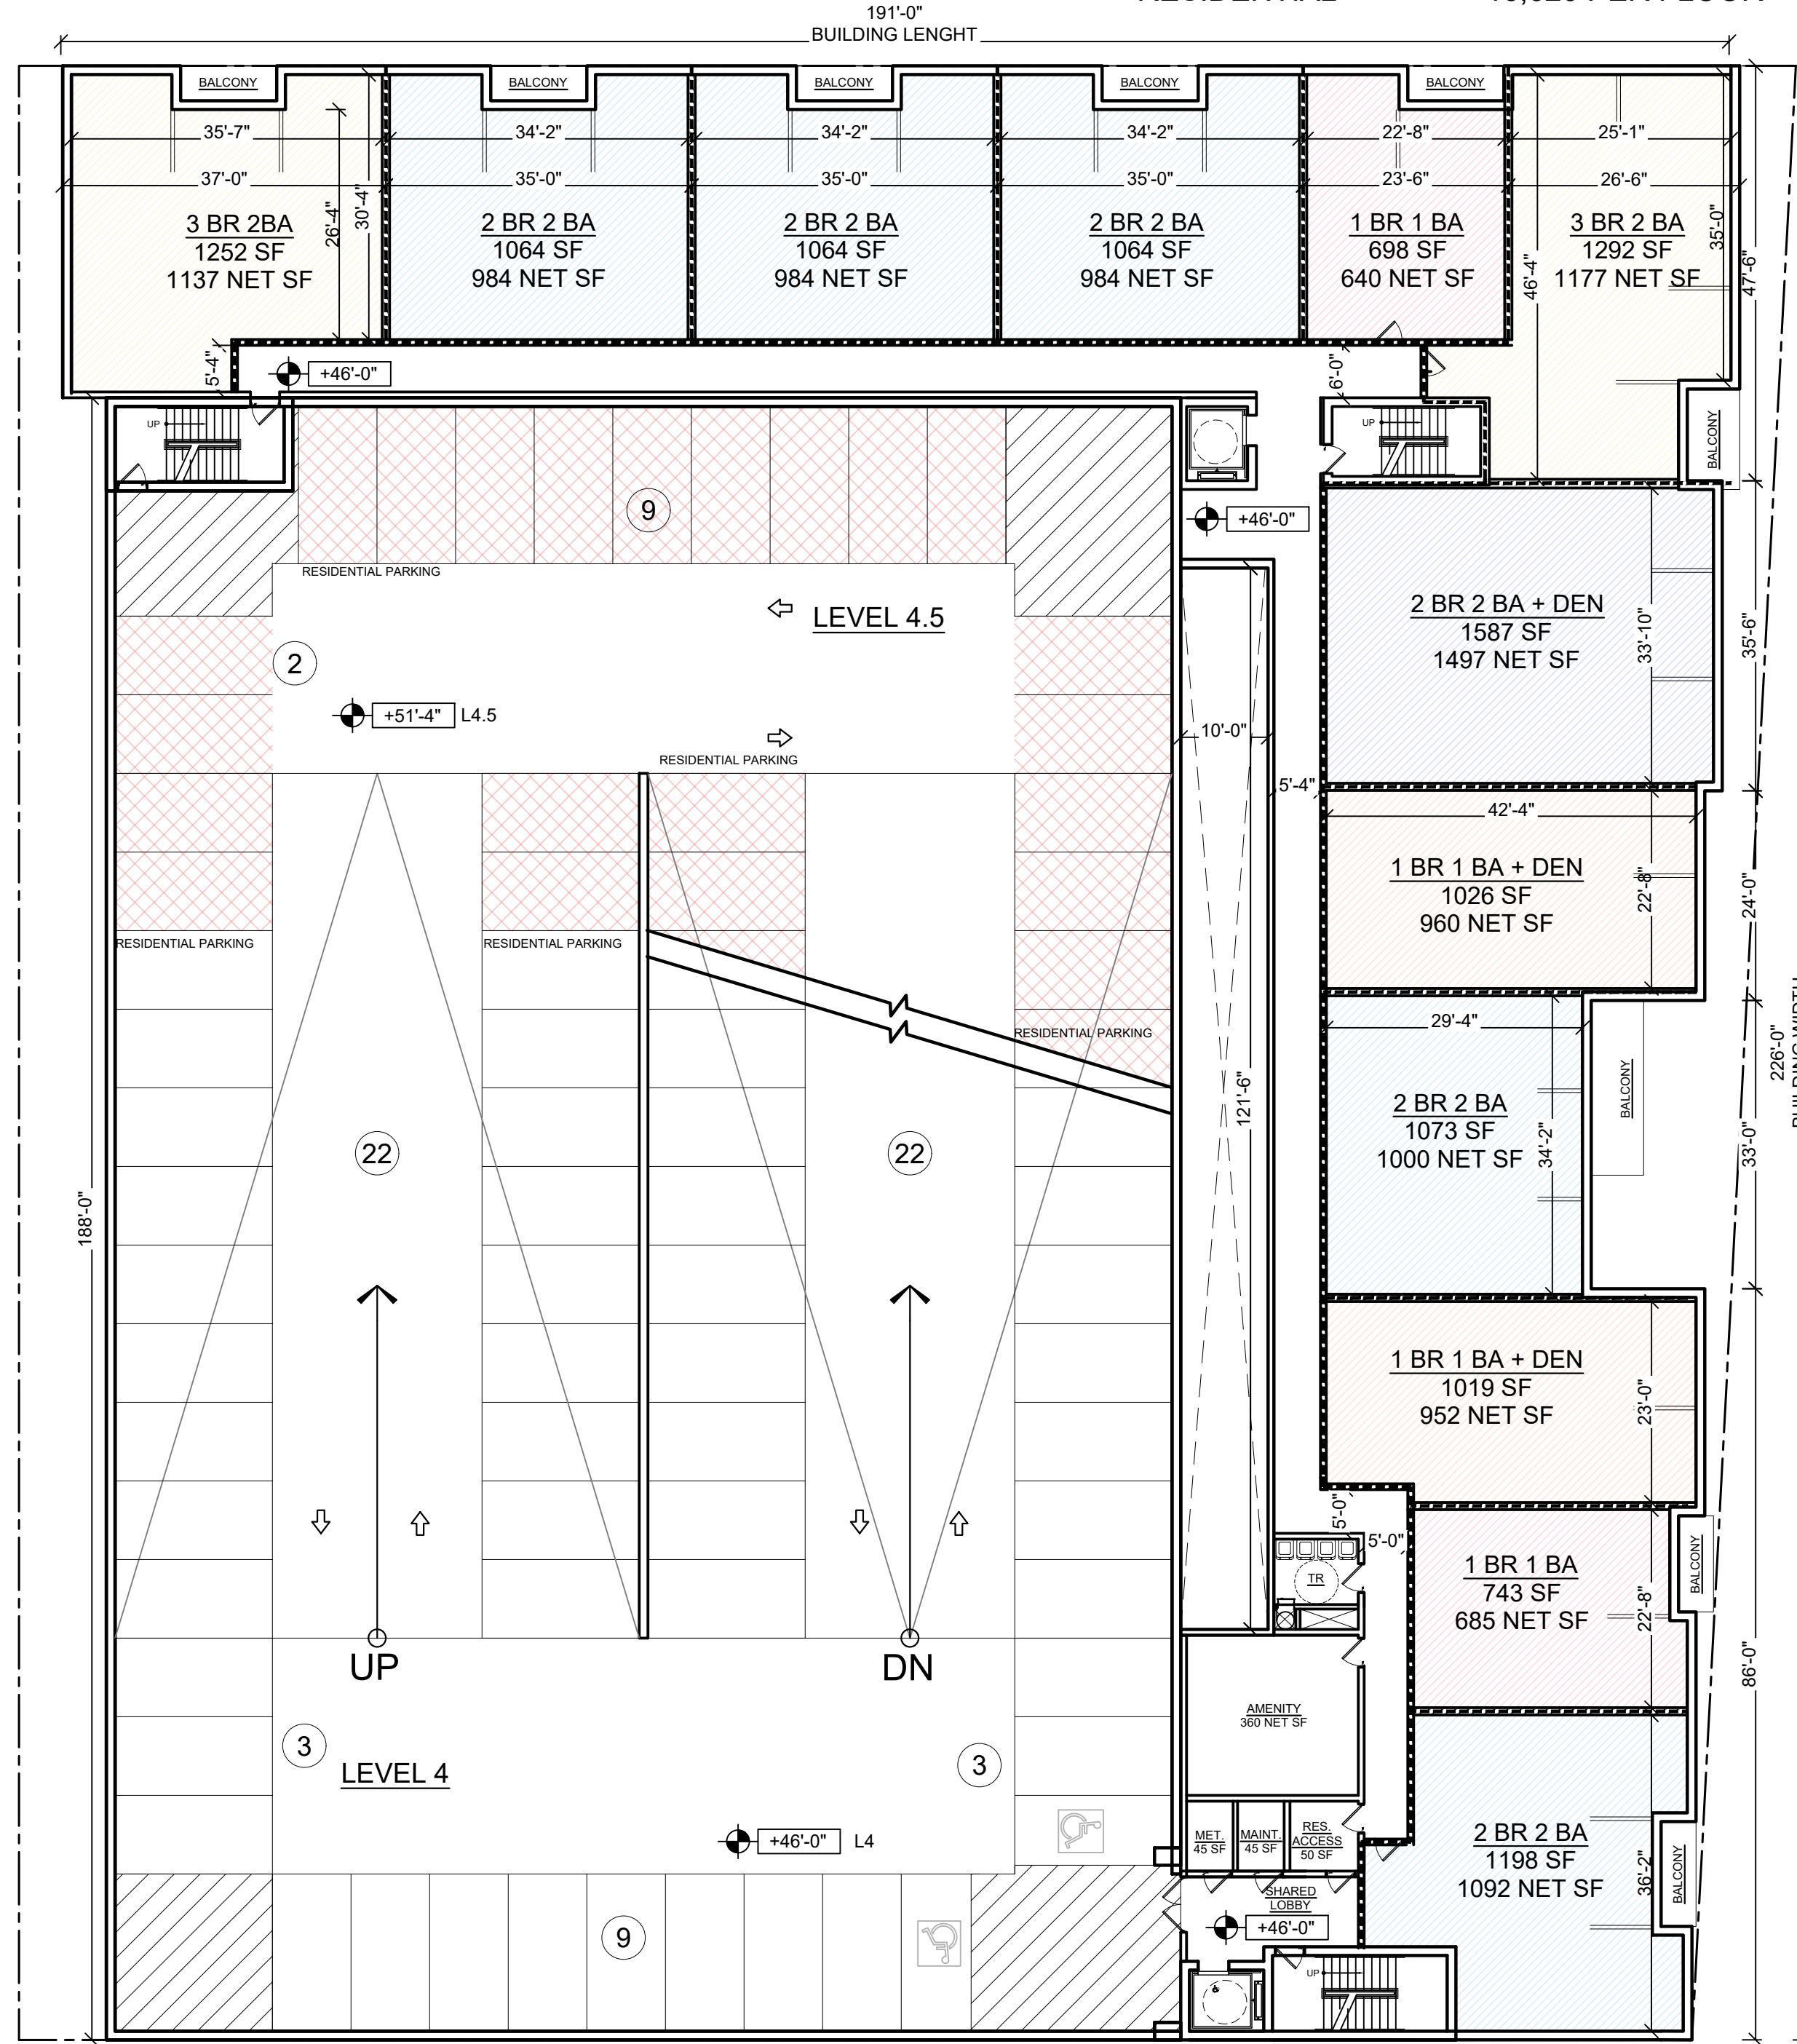 191'-0"
BUILDING LENGHT
BALCONY
BALCONY
BALCONY
BALCONY
BALCONY
35'-7"
34'-2"
34'-2"
34'-2"
22'-8"
25'-1"
37'-0"
35'-0"
35'-0"
35'-0"
23'-6"
26'-6"
26'-4"
30'-4"
46'-4"
35'-0"
47'-6"
3 BR 2BA
1252 SF
1137 NET SF
2 BR 2 BA
1064 SF
984 NET SF
2 BR 2 BA
1064 SF
984 NET SF
2 BR 2 BA
1064 SF
984 NET SF
1 BR 1 BA
698 SF
640 NET SF
3 BR 2 BA
1292 SF
1177 NET SF
5'-4"
+46'-0"
6'-0"
UP
UP
BALCONY
9
+46'-0"
RESIDENTIAL PARKING
LEVEL 4.5
2
+51'-4" L4.5
RESIDENTIAL PARKING
10'-0"
5'-4"
2 BR 2 BA + DEN
1587 SF
1497 NET SF
33'-10"
35'-6"
42'-4"
1 BR 1 BA + DEN
1026 SF
960 NET SF
22'-8"
24'-0"
RESIDENTIAL PARKING
RESIDENTIAL PARKING
RESIDENTIAL PARKING
29'-4"
2 BR 2 BA
1073 SF
1000 NET SF
34'-2"
BALCONY
33'-0"
226'-0"
121'-6"
22
22
188'-0"
1 BR 1 BA + DEN
1019 SF
952 NET SF
23'-0"
5'-0"
5'-0"
TR
1 BR 1 BA
743 SF
685 NET SF
22'-8"
BALCONY
86'-0"
UP
DN
AMENITY
360 NET SF
3
3
LEVEL 4
+46'-0" L4
MET.
45 SF
MAINT.
45 SF
RES.
ACCESS
50 SF
2 BR 2 BA
1198 SF
1092 NET SF
36'-2"
BALCONY
SHARED
LOBBY
+46'-0"
9
UP